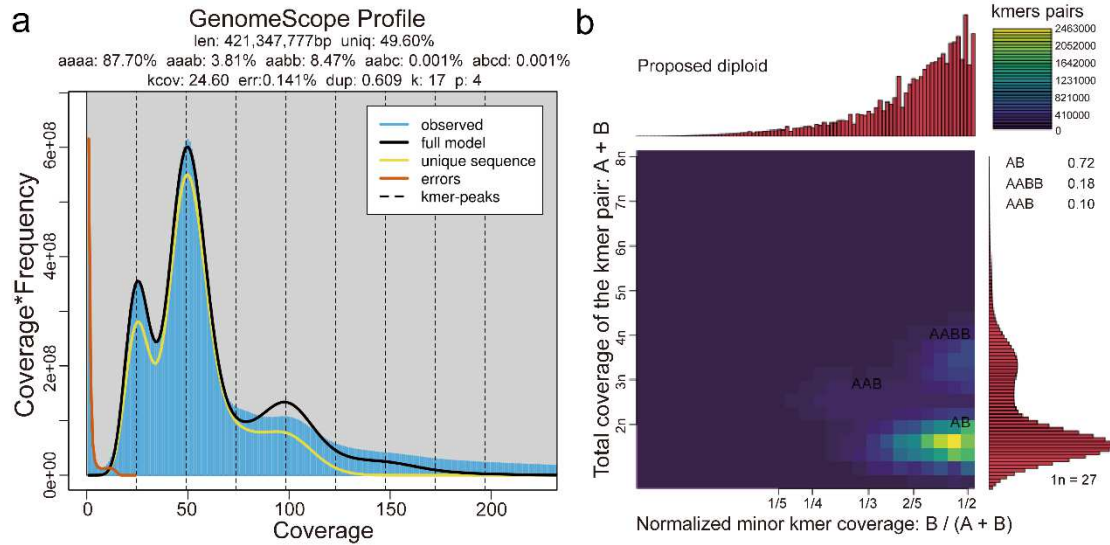 a
GenomeScope Profile
len: 421,347,777bp uniq: 49.60%
aaaa: 87.70% aaab: 3.81% aabb: 8.47% aabc: 0.001% abcd: 0.001%
kcov: 24.60 err:0.141% dup: 0.609 k: 17 p: 4
Coverage*Frequency
6e+08
4e+08
2e+08
0e+00
observed
full model
unique sequence
errors
kmer-peaks
0
50
100
150
200
Coverage
b
Proposed diploid
kmers pairs
2463000
2052000
1642000
1231000
821000
410000
0
Total coverage of the kmer pair: A + B
8n
7n
6n
5n
4n
3n
2n
AABB
AAB
AB
AB 0.72
AABB 0.18
AAB 0.10
1n = 27
1/5
1/4
1/3
2/5
1/2
Normalized minor kmer coverage: B / (A + B)